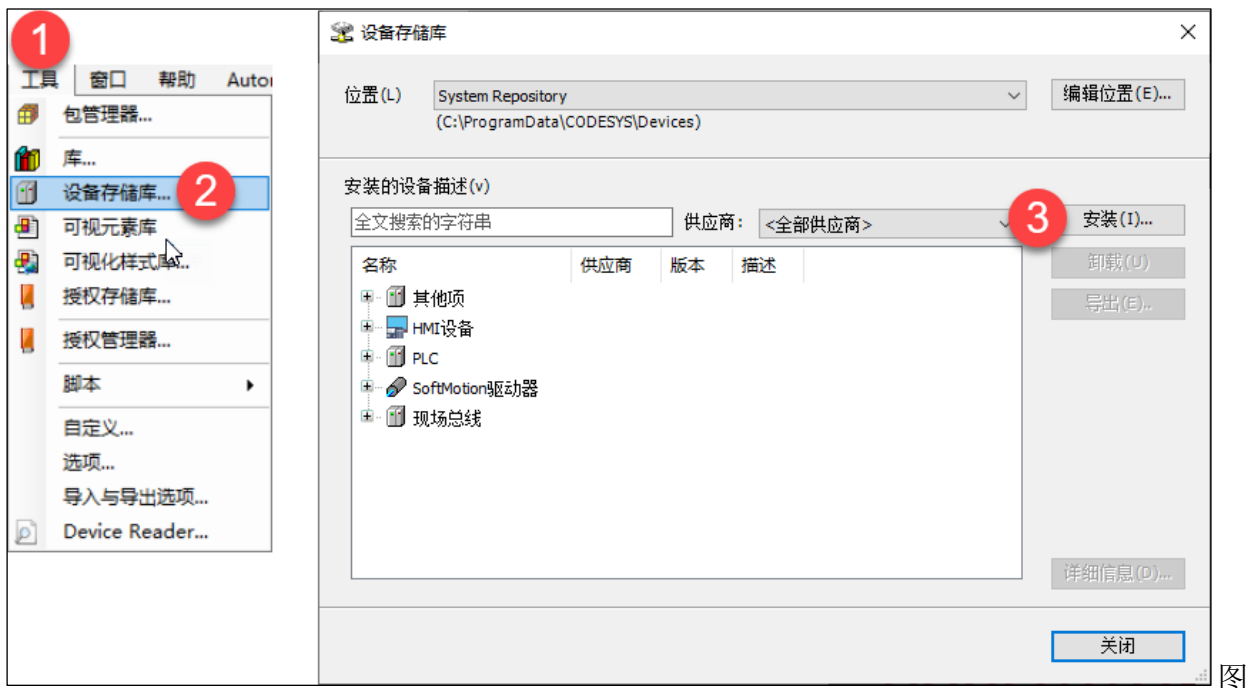 1
工具 窗口 帮助
包管理器...
库...
设备存储库... 2
可视元素库
可视化样式库...
授权存储库...
授权管理器...
脚本
自定义...
选项...
导入与导出选项...
Device Reader...
设备存储库
位置(L) System Repository 编辑位置(E)...
(C:\ProgramData\CODESYS\Devices)
安装的设备描述(v)
全文搜索的字符串 供应商: <全部供应商> 3 安装(I)...
名称 供应商 版本 描述 卸载(U)
其他项 导出(E)..
HMI设备
PLC
SoftMotion驱动器
现场总线
详细信息(D)...
关闭
图